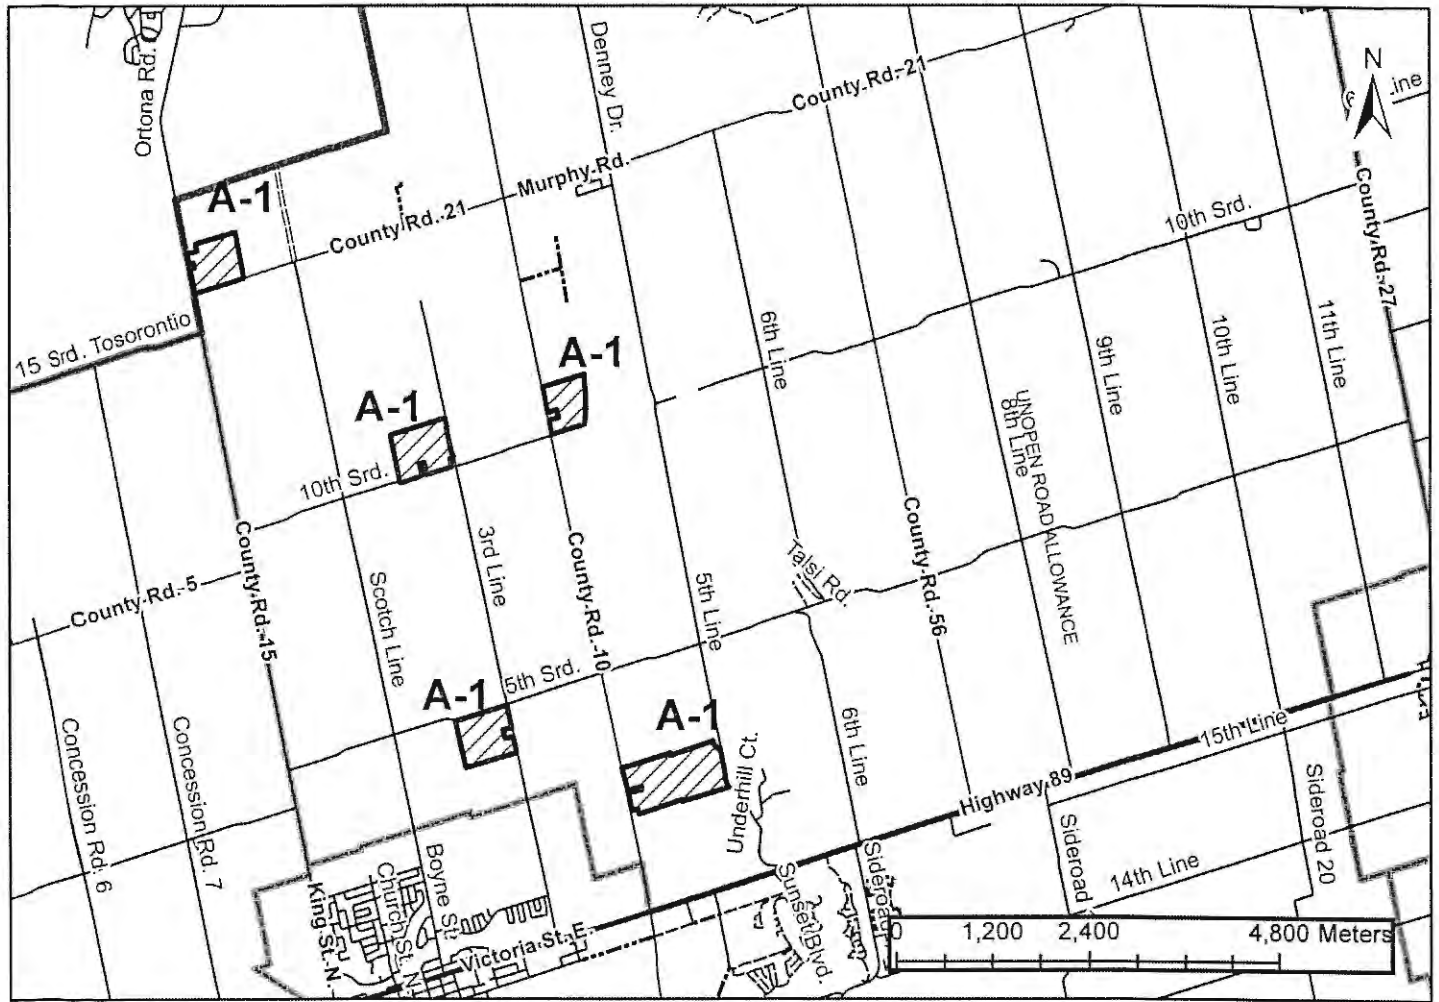 Ortona Rd.
Denney Dr.
County Rd. 21
N
6
Line
A-1
County Rd. 21
Murphy Rd.
10th Srd.
County Rd. 27
15 Srd. Tosorontio
A-1
A-1
6th Line
9th Line
10th Line
11th Line
10th Srd.
UNOPEN ROAD ALLOWANCE
8th Line
County Rd. 5
County Rd. 15
Scotch Line
3rd Line
County Rd. 10
5th Line
Talsi Rd.
County Rd. 56
A-1
5th Srd.
A-1
Concession Rd. 6
Concession Rd. 7
Underhill Ct.
6th Line
Highway 89
15th Line
Sideroad 20
Sideroad
14th Line
King St. N.
Church St. N.
Boyne St.
Victoria St. E
Sunset Blvd.
Sideroad
0 1,200 2,400 4,800 Meters